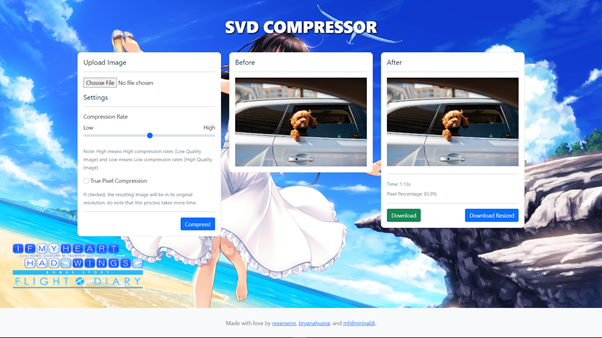 SVD COMPRESSOR
Upload Image
Choose File No file chosen
Settings
Compression Rate
Low High
Note: High means High compression rates (Low Quality
Image) and Low means Low compression rates (High Quality
Image)
True Pixel Compression
If checked, the resulting image will be in its original
resolution, do note that this process takes more time.
Compress!
Before
After
Time: 1.13s
Pixel Percentage: 93.9%
Download Download Resized
IF MY HEART
HAD WINGS
BONUS STORY
FLIGHT DIARY
Made with love by reverseon, bryanahusna, and mhilmirinaldi.